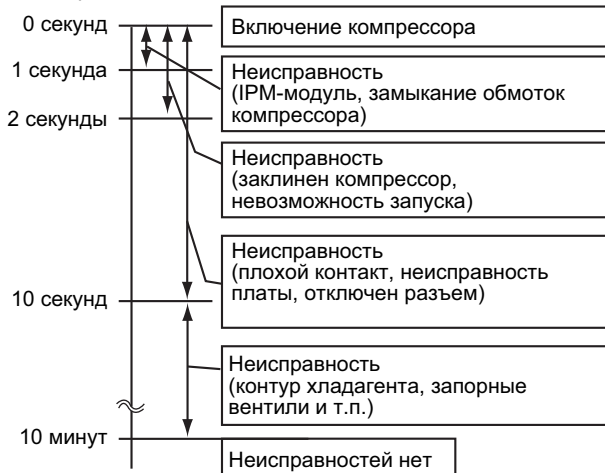 0 секунд
Включение компрессора
1 секунда
Неисправность
(IPM-модуль, замыкание обмоток
компрессора)
2 секунды
Неисправность
(заклинен компрессор,
невозможность запуска)
Неисправность
(плохой контакт, неисправность
платы, отключен разъем)
10 секунд
Неисправность
(контур хладагента, запорные
вентили и т.п.)
10 минут
Неисправностей нет